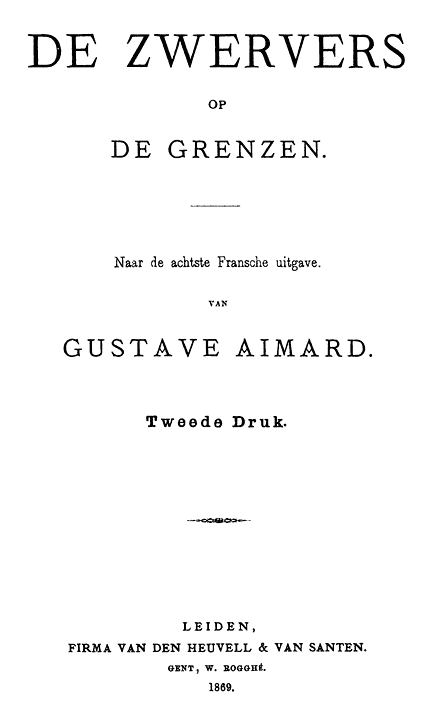 DE ZWERVERS
OP
DE GRENZEN.
Naar de achtste Fransche uitgave.
VAN
GUSTAVE AIMARD.
Tweede Druk.
LEIDEN,
FIRMA VAN DEN HEUVELL & VAN SANTEN.
GENT, W. ROGGHÉ.
1869.